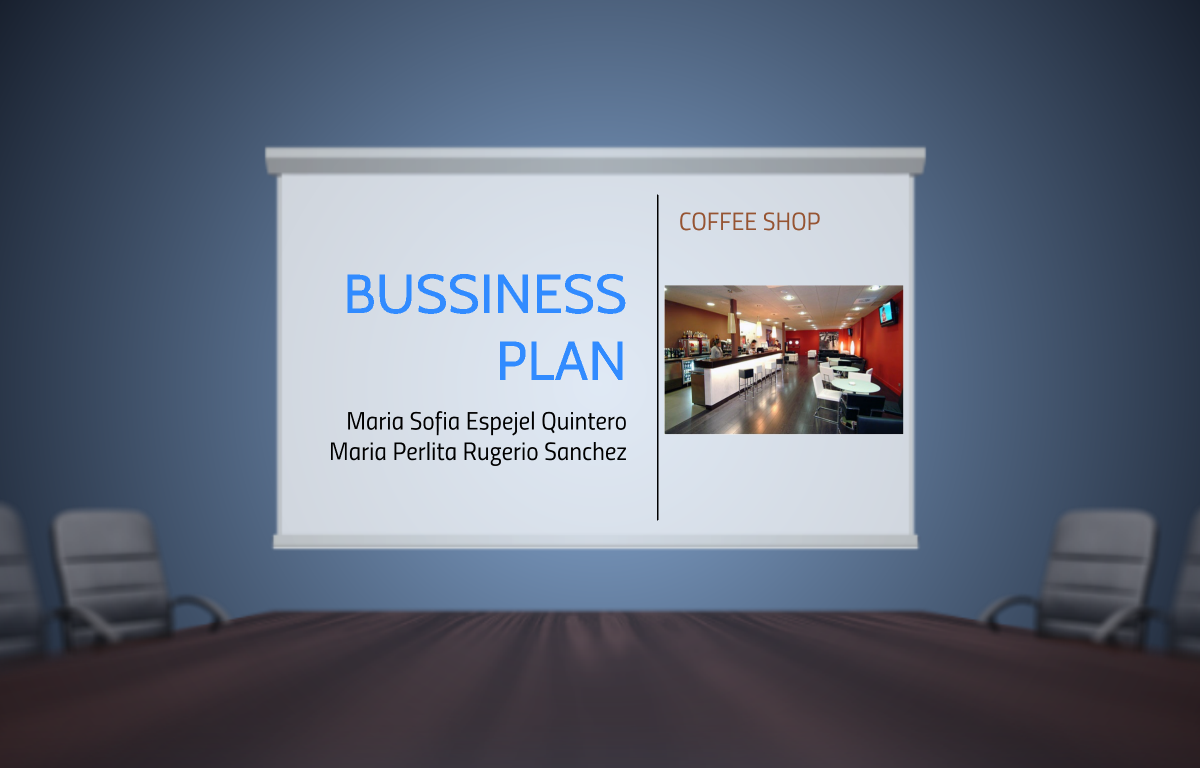 BUSSINESS
PLAN
Maria Sofia Espejel Quintero
Maria Perlita Rugerio Sanchez
COFFEE SHOP